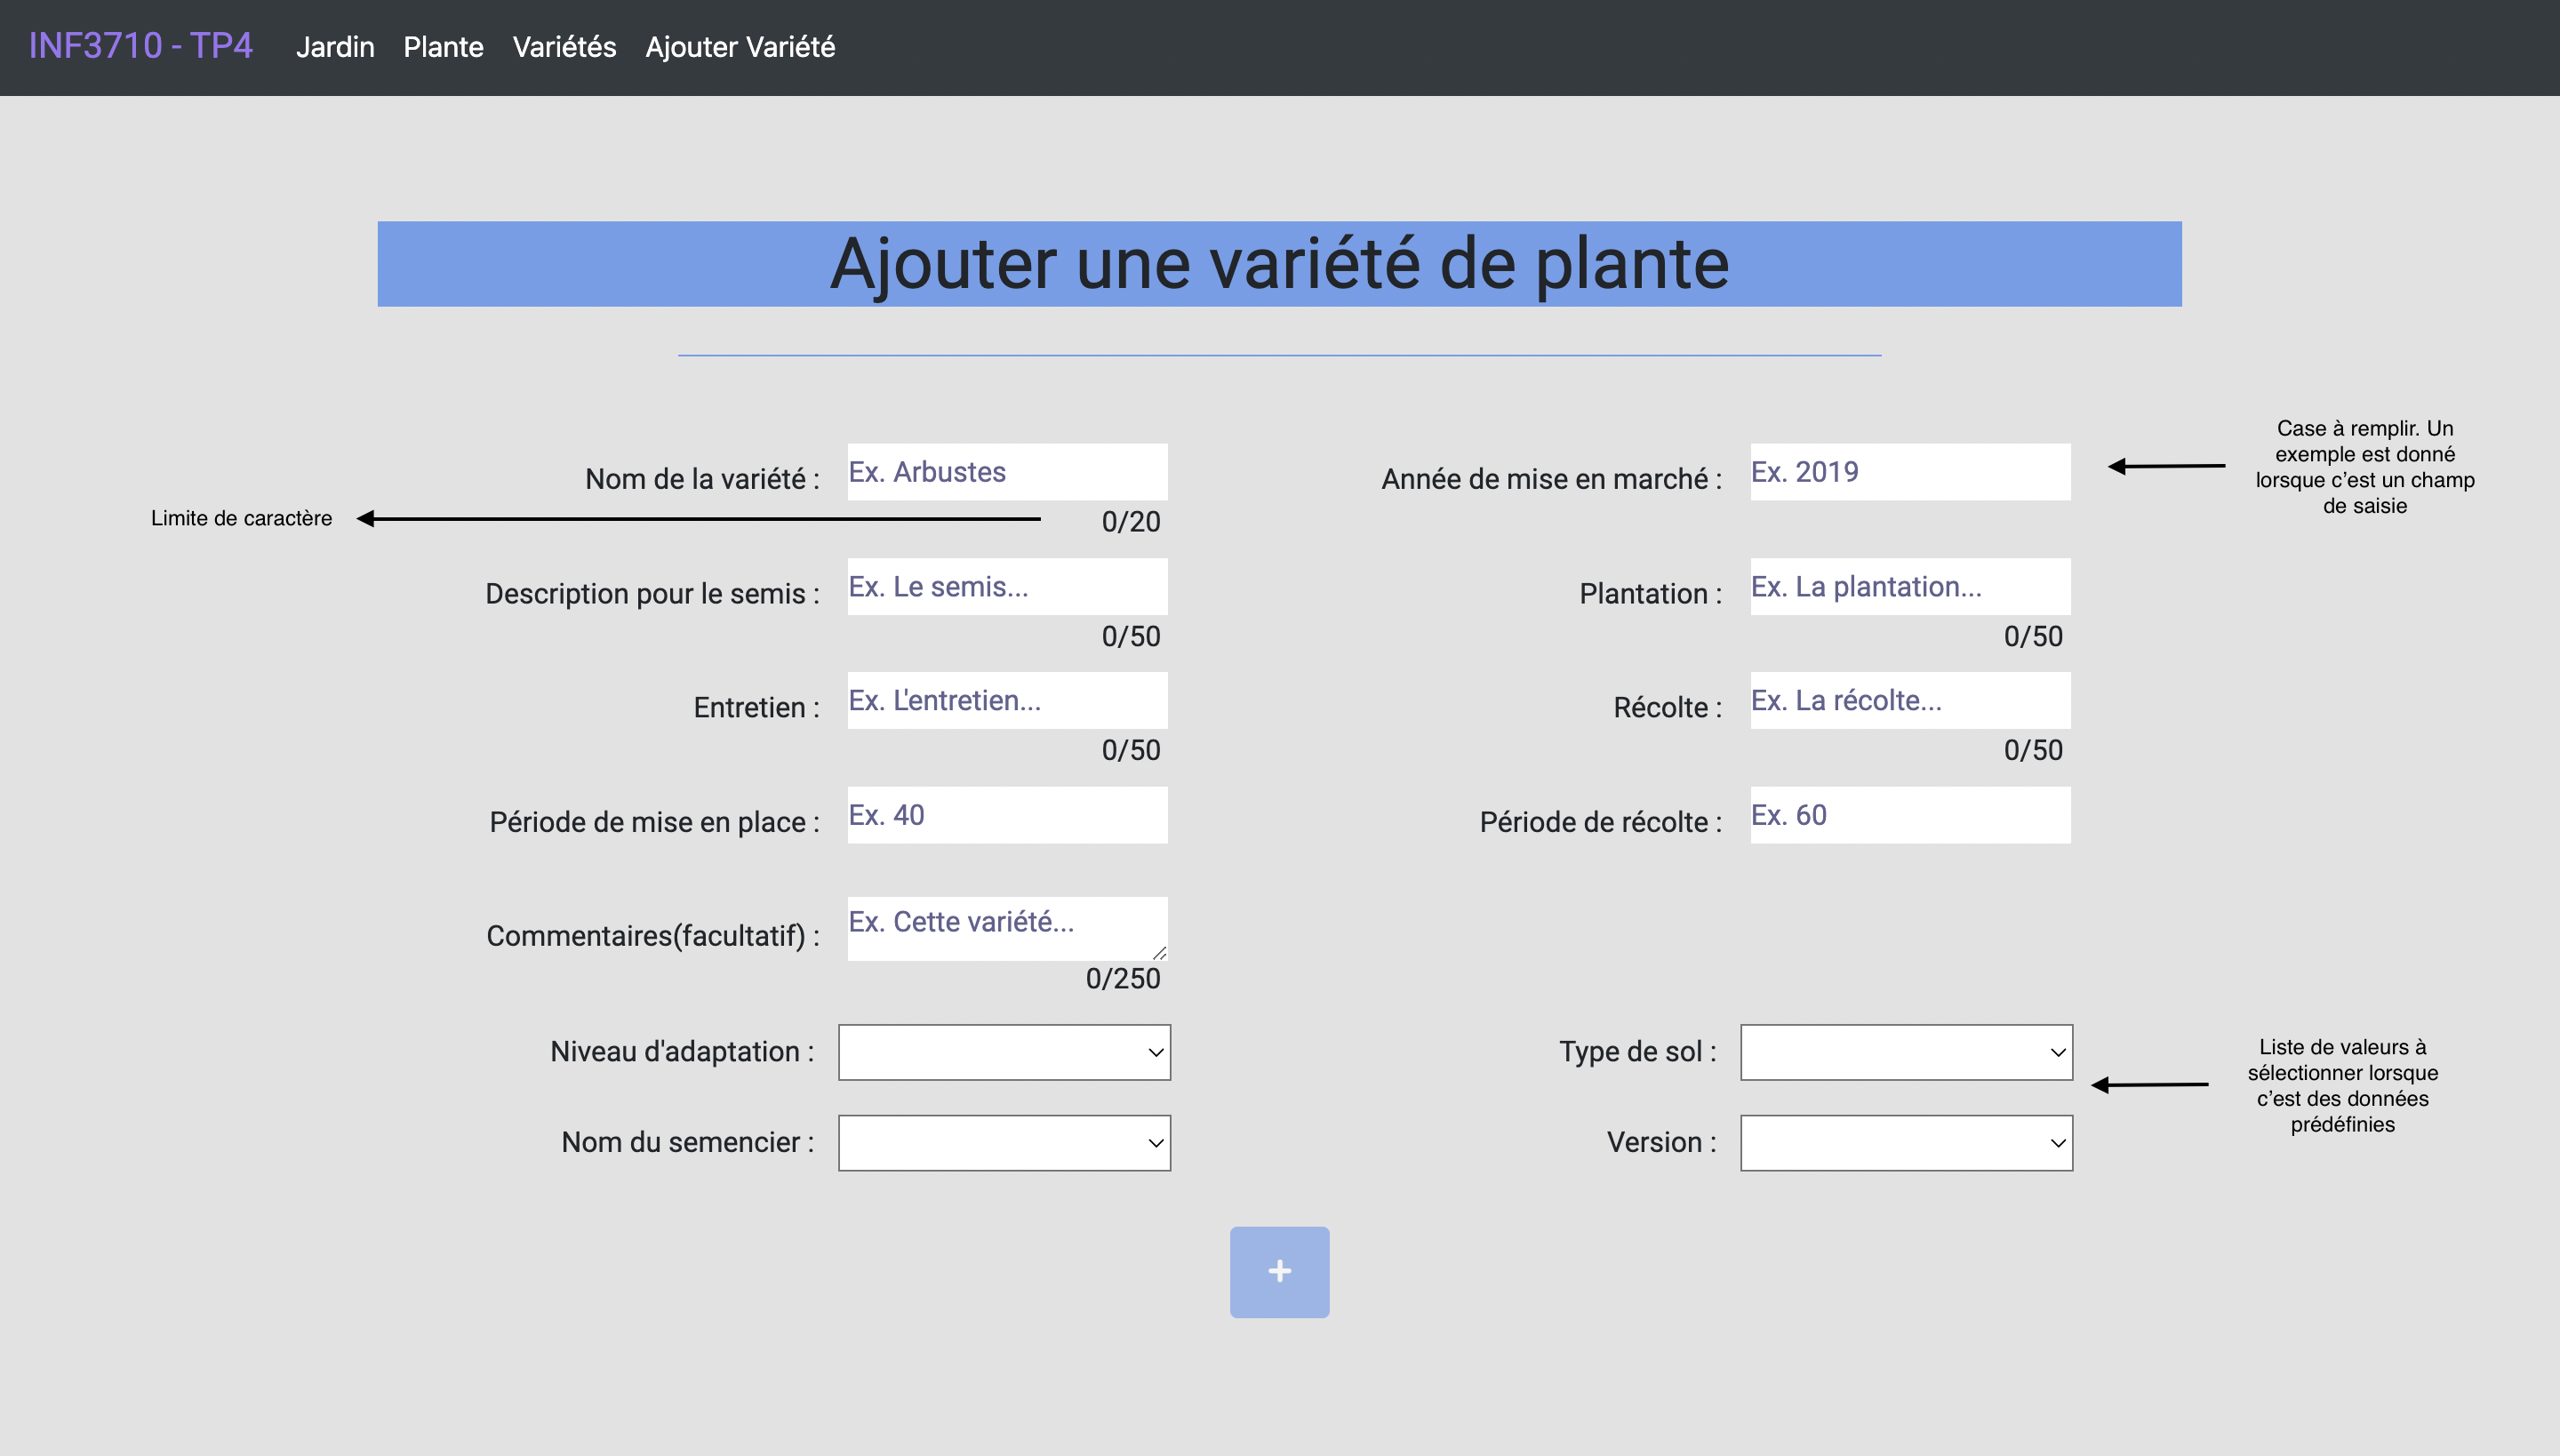 INF3710 - TP4 Jardin Plante Variétés Ajouter Variété
Ajouter une variété de plante
Nom de la variété : Ex. Arbustes
0/20
Limite de caractère
Année de mise en marché : Ex. 2019
Case à remplir. Un
exemple est donné
lorsque c’est un champ
de saisie
Description pour le semis : Ex. Le semis...
0/50
Plantation : Ex. La plantation...
0/50
Entretien : Ex. L'entretien...
0/50
Récolte : Ex. La récolte...
0/50
Période de mise en place : Ex. 40
Période de récolte : Ex. 60
Commentaires(facultatif) : Ex. Cette variété...
0/250
Niveau d'adaptation :
Type de sol :
Liste de valeurs à
sélectionner lorsque
c’est des données
prédéfinies
Nom du semencier :
Version :
+